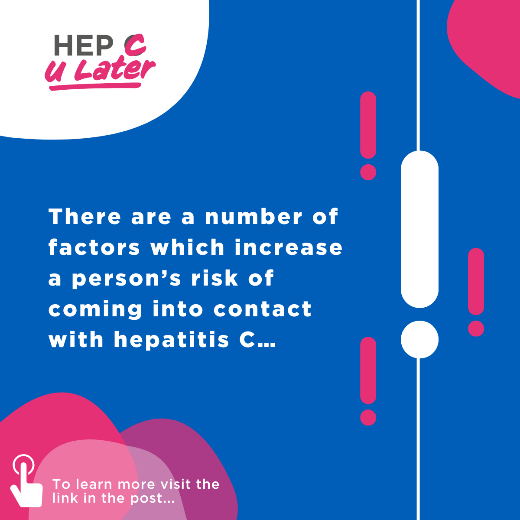 HEP C
U Later
There are a number of
factors which increase
a person's risk of
coming into contact
with hepatitis C...
To learn more visit the
link in the post...